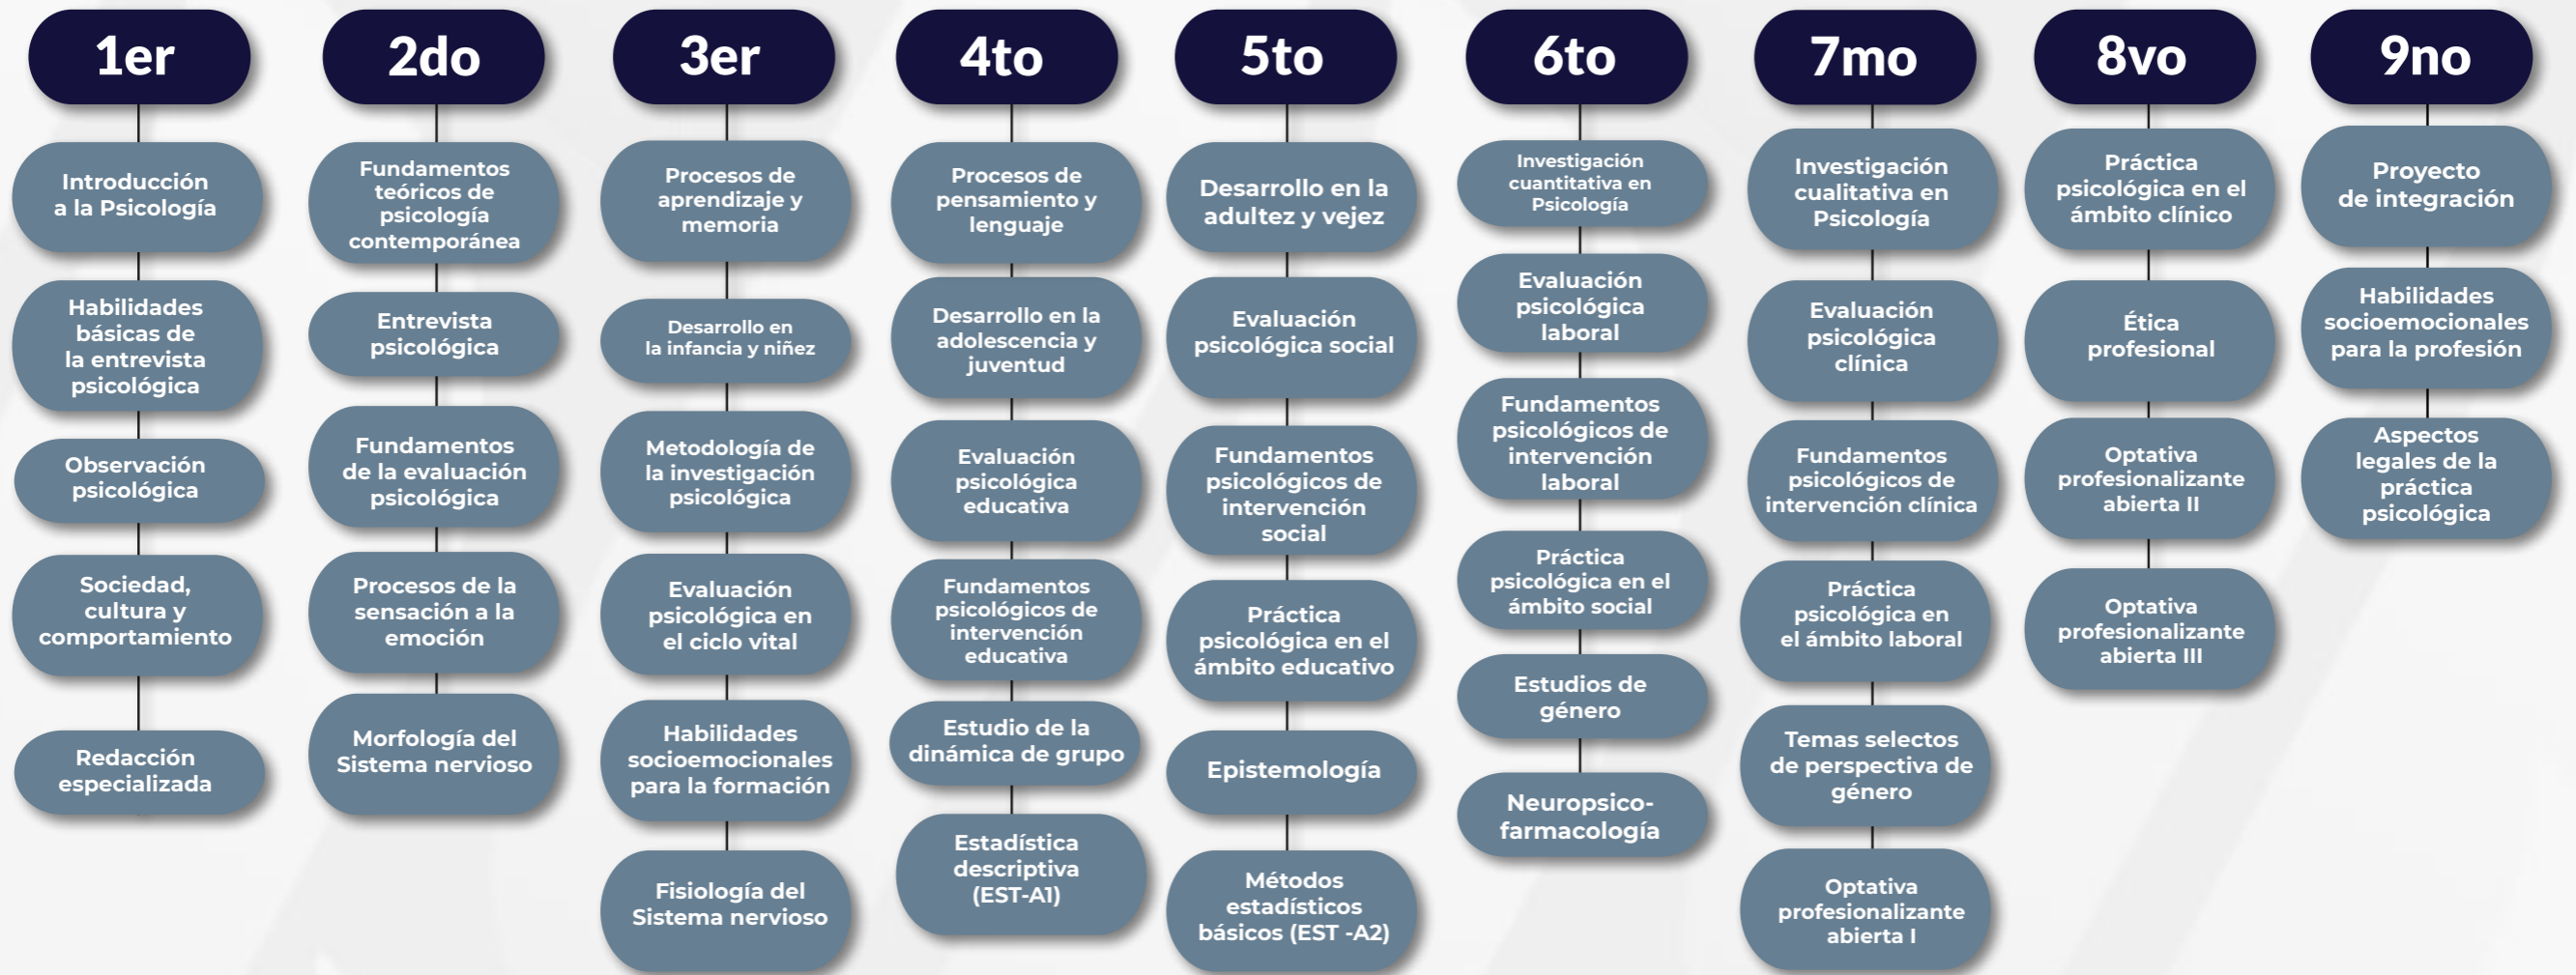 1er
Introducción
a la Psicología
Habilidades
básicas de
la entrevista
psicológica
Observación
psicológica
Sociedad,
cultura y
comportamiento
Redacción
especializada
2do
Fundamentos
teóricos de
psicología
contemporánea
Entrevista
psicológica
Fundamentos
de la evaluación
psicológica
Procesos de la
sensación a la
emoción
Morfología del
Sistema nervioso
3er
Procesos de
aprendizaje y
memoria
Desarrollo en
la infancia y niñez
Metodología de
la investigación
psicológica
Evaluación
psicológica en
el ciclo vital
Habilidades
socioemocionales
para la formación
Fisiología del
Sistema nervioso
4to
Procesos de
pensamiento y
lenguaje
Desarrollo en la
adolescencia y
juventud
Evaluación
psicológica
educativa
Fundamentos
psicológicos de
intervención
educativa
Estudio de la
dinámica de grupo
Estadística
descriptiva
(EST-A1)
5to
Desarrollo en la
adultez y vejez
Evaluación
psicológica social
Fundamentos
psicológicos de
intervención
social
Práctica
psicológica en el
ámbito educativo
Epistemología
Métodos
estadísticos
básicos (EST -A2)
6to
Investigación
cuantitativa en
Psicología
Evaluación
psicológica
laboral
Fundamentos
psicológicos de
intervención
laboral
Práctica
psicológica en el
ámbito social
Estudios de
género
Neuropsico-
farmacología
7mo
Investigación
cualitativa en
Psicología
Evaluación
psicológica
clínica
Fundamentos
psicológicos de
intervención clínica
Práctica
psicológica en
el ámbito laboral
Temas selectos
de perspectiva de
género
Optativa
profesionalizante
abierta I
8vo
Práctica
psicológica en el
ámbito clínico
Ética
profesional
Optativa
profesionalizante
abierta II
Optativa
profesionalizante
abierta III
9no
Proyecto
de integración
Habilidades
socioemocionales
para la profesión
Aspectos
legales de la
práctica
psicológica